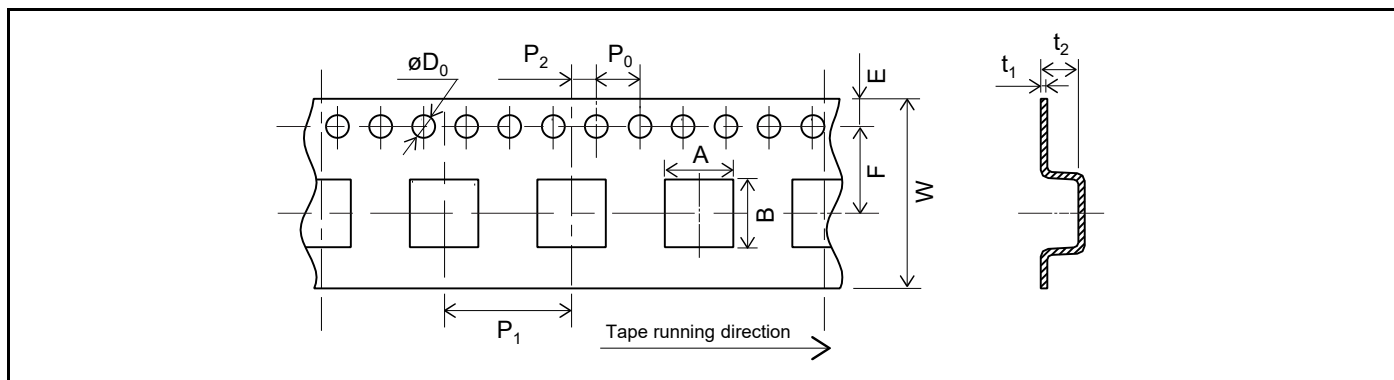 øD₀
P₂
P₀
E
t₂
t₁
A
F
W
B
P₁
Tape running direction